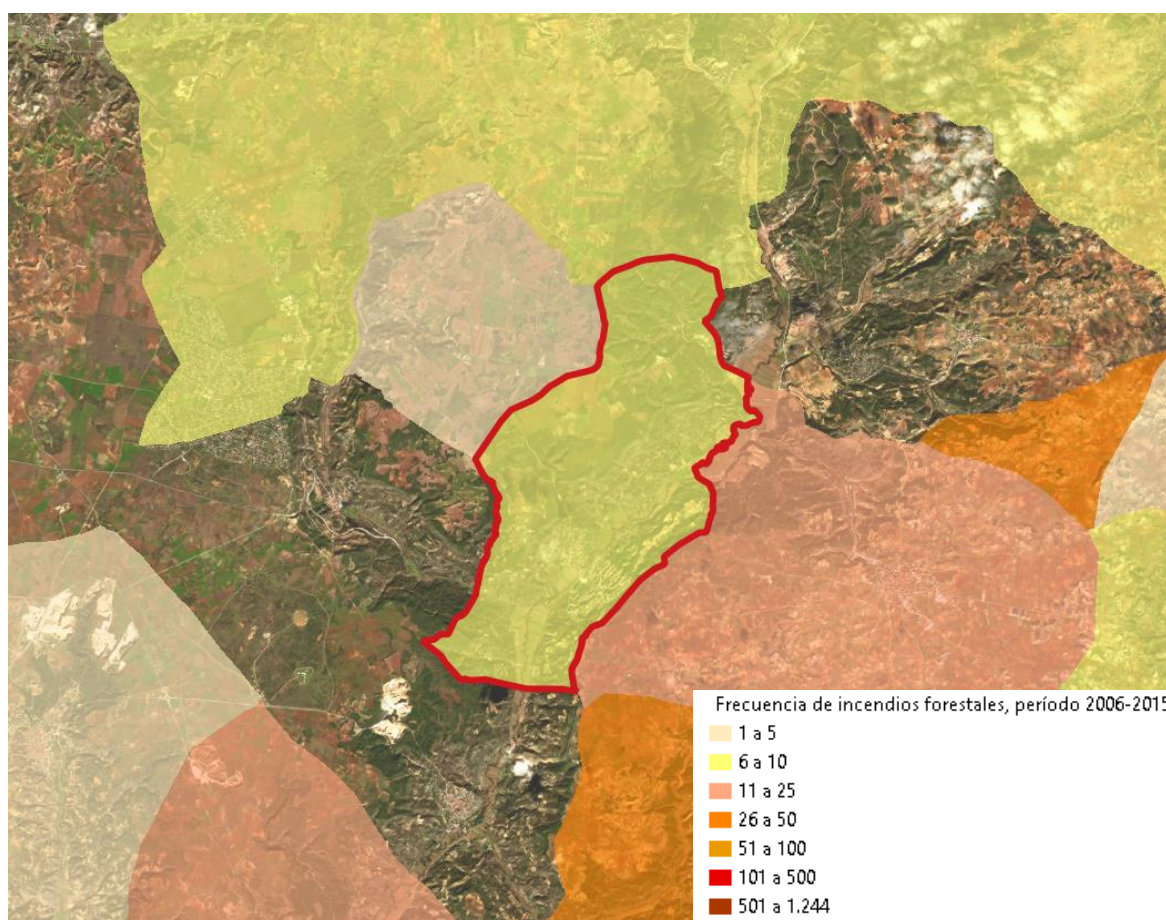 Frecuencia de incendios forestales, período 2006-2015
1 a 5
6 a 10
11 a 25
26 a 50
51 a 100
101 a 500
501 a 1.244